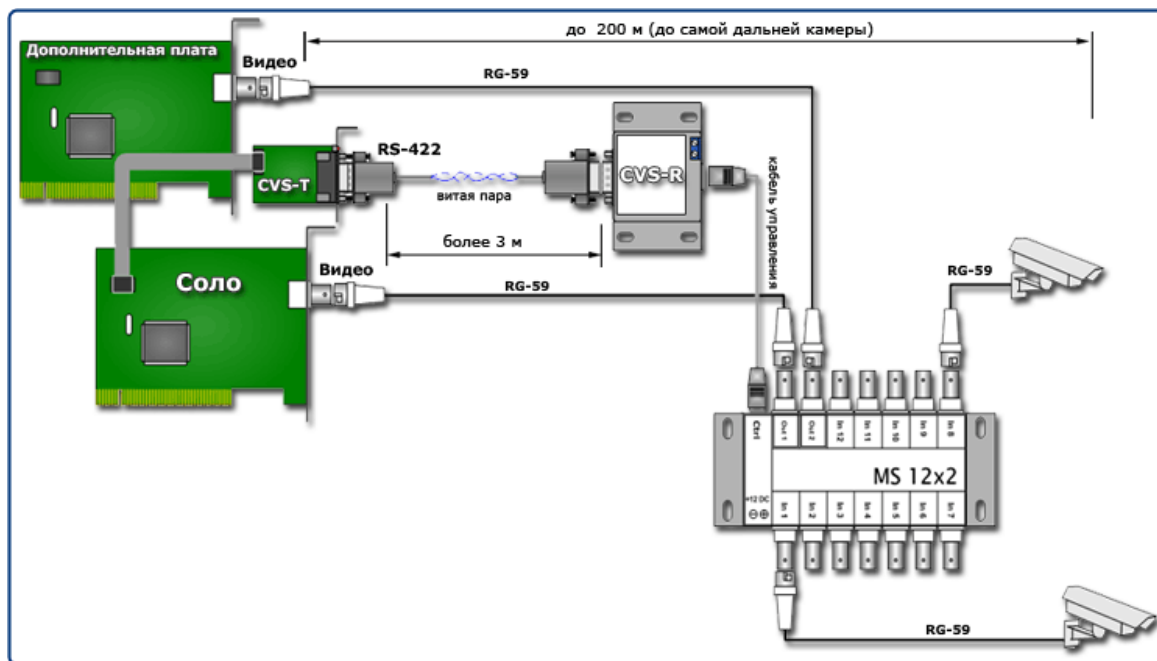 до 200 м (до самой дальней камеры)
Дополнительная плата
Видео
RG-59
RS-422
CVS-T
CVS-R
витая пара
кабель управления
более 3 м
Соло
Видео
RG-59
RG-59
Ctrl
Out 1
Out 2
In 12
In 11
In 10
In 9
In 8
MS 12x2
+12 DC
In 1
In 2
In 3
In 4
In 5
In 6
In 7
RG-59